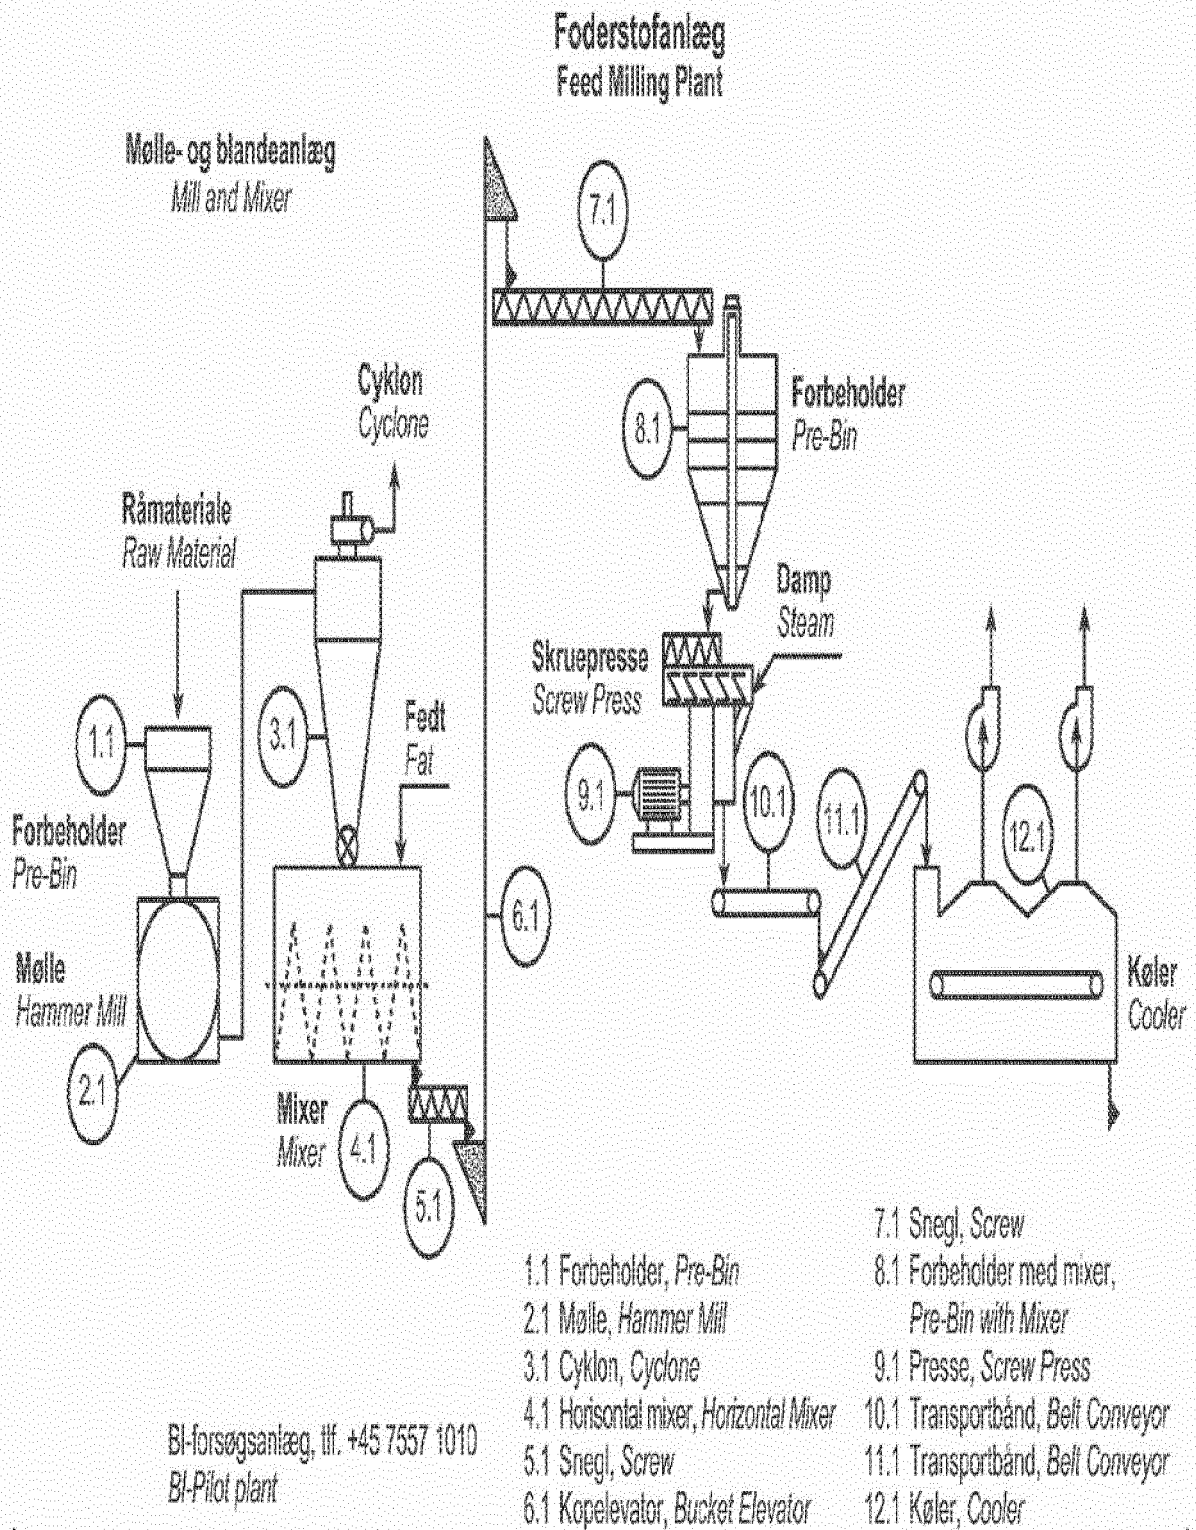 Foderstofanlæg
Feed Milling Plant
Mølle- og blandeanlæg
Mill and Mixer
7.1
Cyklon
Cyclone
8.1
Forbeholder
Pre-Bin
Råmateriale
Raw Material
Damp
Steam
Skruepresse
Screw Press
1.1
3.1
Fedt
Fat
9.1
10.1
11.1
12.1
Forbeholder
Pre-Bin
6.1
Mølle
Hammer Mill
Køler
Cooler
2.1
Mixer
Mixer
4.1
5.1
1.1 Forbeholder, Pre-Bin
2.1 Mølle, Hammer Mill
3.1 Cyklon, Cyclone
4.1 Horisontal mixer, Horizontal Mixer
5.1 Snegl, Screw
6.1 Kopelevator, Bucket Elevator
7.1 Snegl, Screw
8.1 Forbeholder med mixer,
Pre-Bin with Mixer
9.1 Presse, Screw Press
10.1 Transportbånd, Belt Conveyor
11.1 Transportbånd, Belt Conveyor
12.1 Køler, Cooler
BI-forsøgsanlæg, tlf. +45 7557 1010
BI-Pilot plant